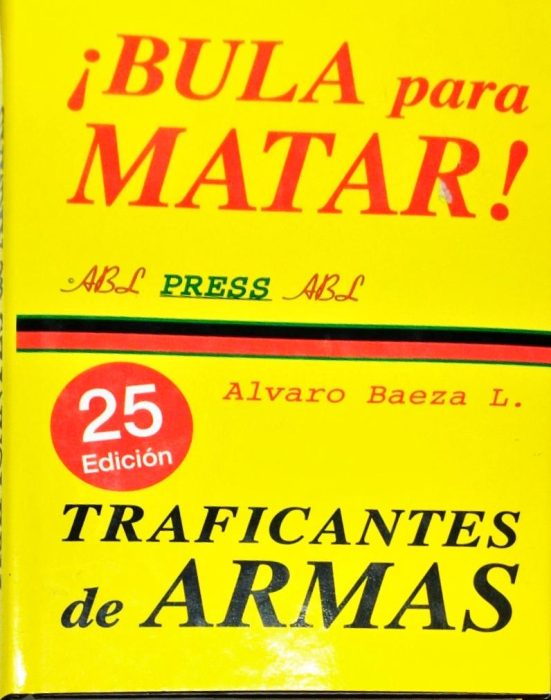 ¡BULA para
MATAR!
©ABL PRESS ABL
Alvaro Baeza L.
25
Edición
TRAFICANTES
de ARMAS